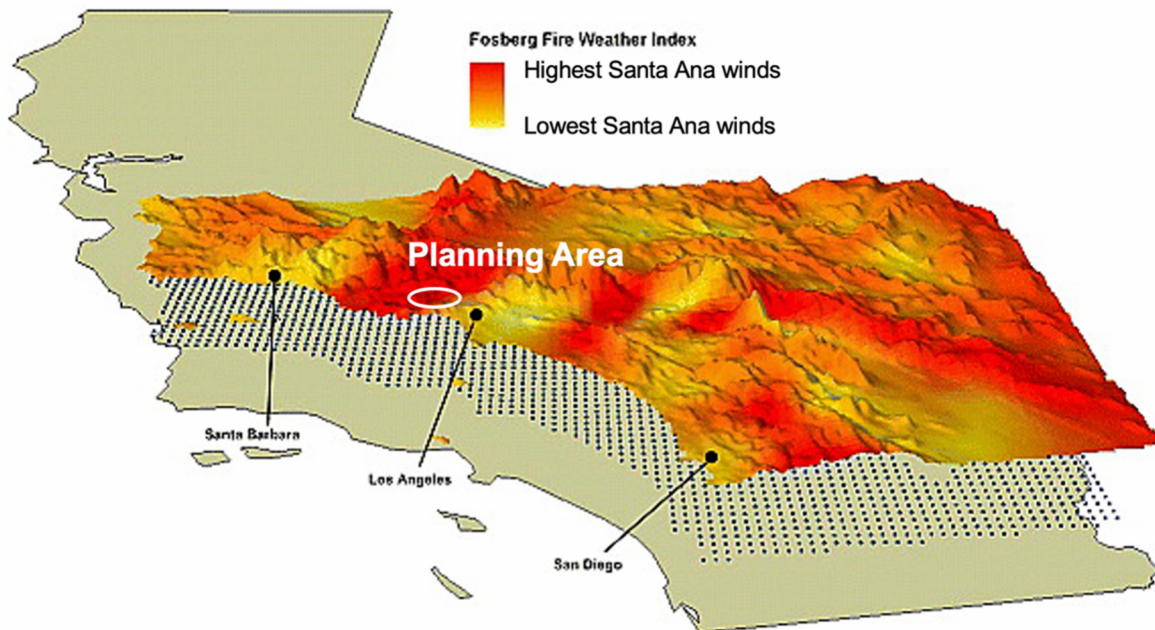 Fosberg Fire Weather Index
Highest Santa Ana winds
Lowest Santa Ana winds
Planning Area
Santa Barbara
Los Angeles
San Diego